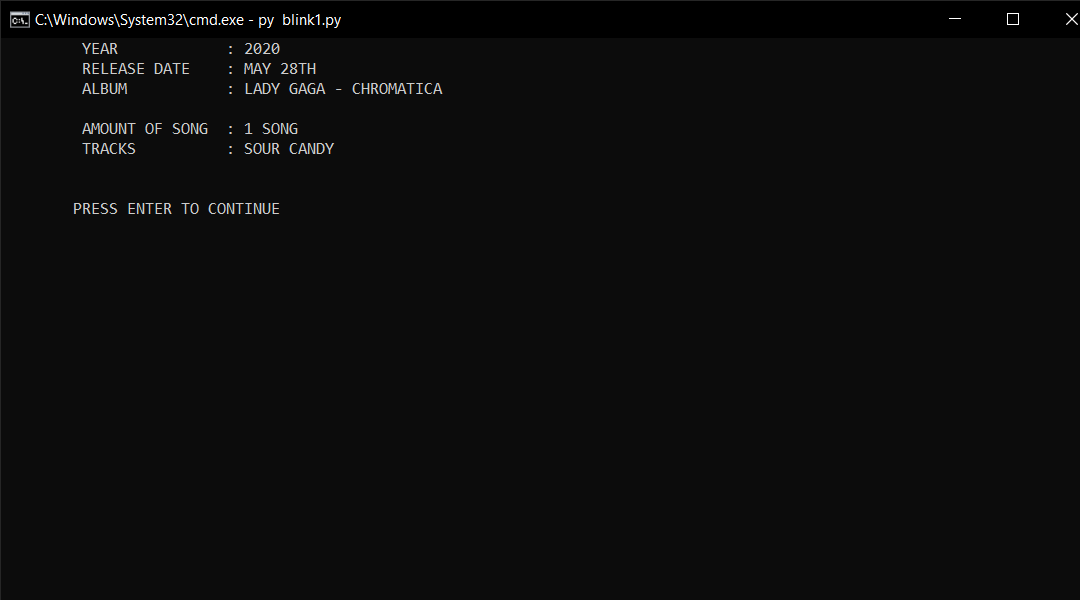 C:\Windows\System32\cmd.exe - py  blink1.py
YEAR            : 2020
RELEASE DATE    : MAY 28TH
ALBUM           : LADY GAGA - CHROMATICA
AMOUNT OF SONG  : 1 SONG
TRACKS          : SOUR CANDY
PRESS ENTER TO CONTINUE